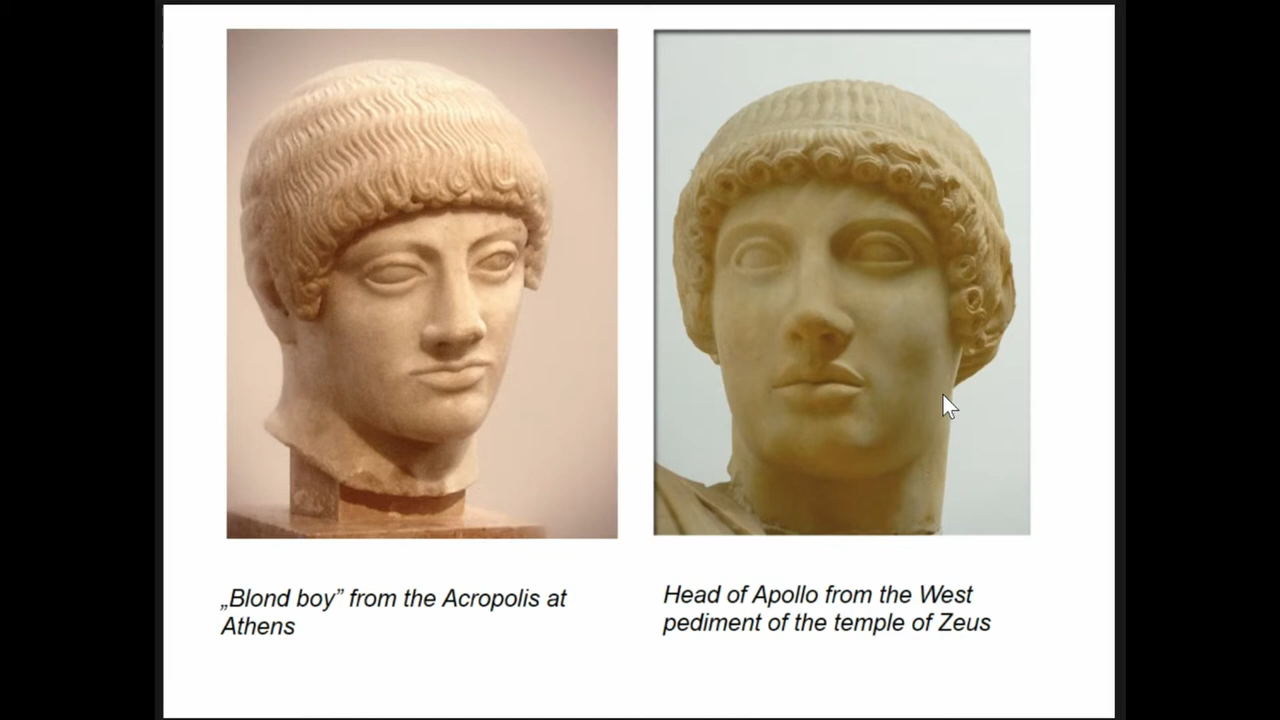 „Blond boy” from the Acropolis at
Athens
Head of Apollo from the West
pediment of the temple of Zeus